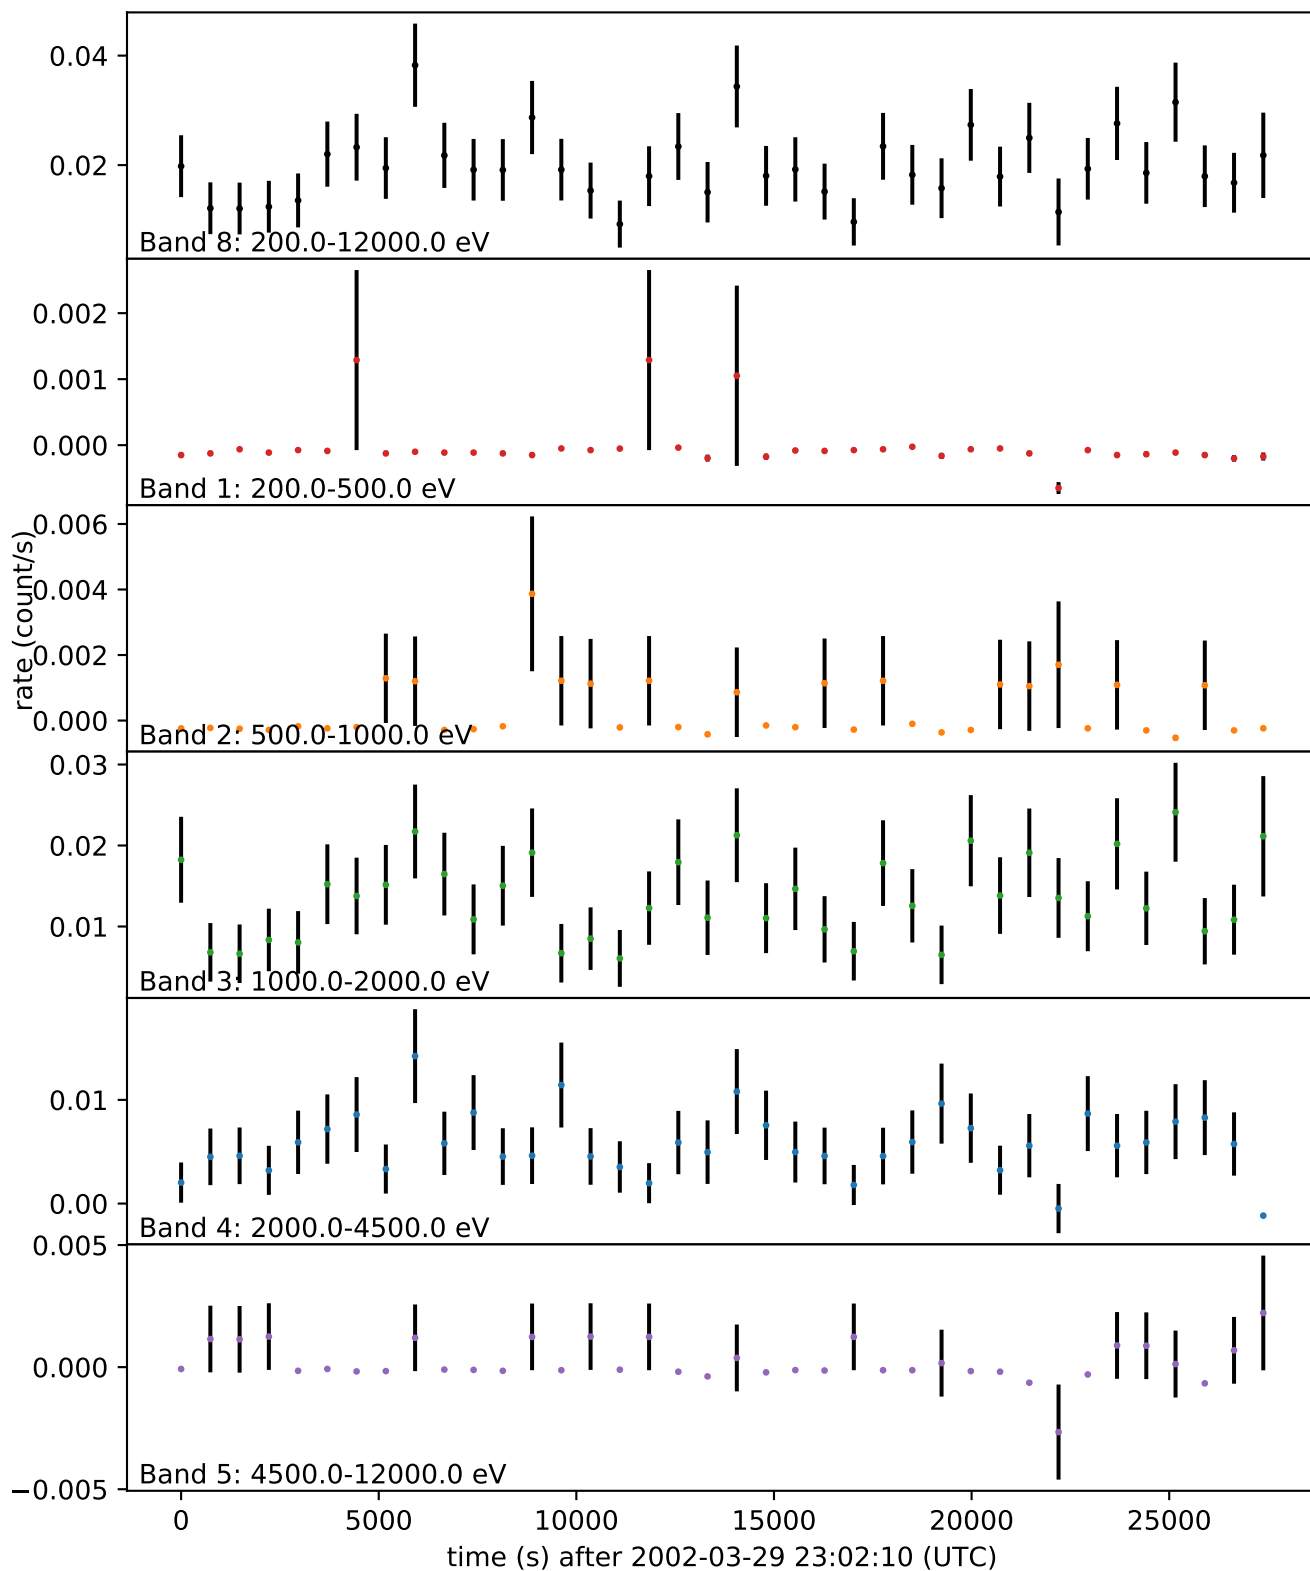 0.04
0.02
Band 8: 200.0-12000.0 eV
0.002
0.001
0.000
Band 1: 200.0-500.0 eV
rate (count/s)
0.006
0.004
0.002
0.000
Band 2: 500.0-1000.0 eV
0.03
0.02
0.01
Band 3: 1000.0-2000.0 eV
0.01
0.00
Band 4: 2000.0-4500.0 eV
0.005
0.000
−0.005
Band 5: 4500.0-12000.0 eV
0 5000 10000 15000 20000 25000
time (s) after 2002-03-29 23:02:10 (UTC)